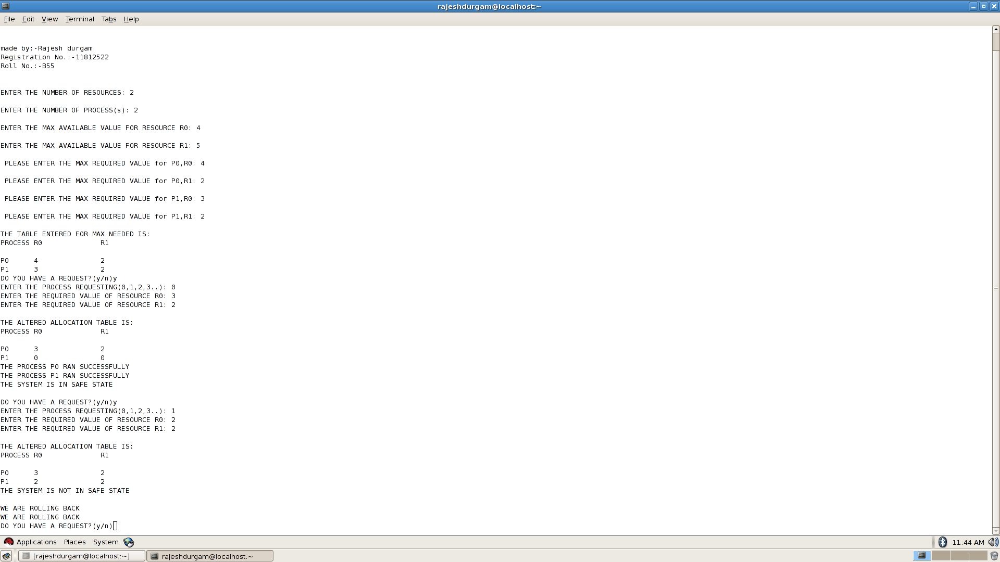 rajeshdurgam@localhost:~
File Edit View Terminal Tabs Help
made by:-Rajesh durgam
Registration No.:-11812522
Roll No.:-B55
ENTER THE NUMBER OF RESOURCES: 2
ENTER THE NUMBER OF PROCESS(s): 2
ENTER THE MAX AVAILABLE VALUE FOR RESOURCE R0: 4
ENTER THE MAX AVAILABLE VALUE FOR RESOURCE R1: 5
PLEASE ENTER THE MAX REQUIRED VALUE for P0,R0: 4
PLEASE ENTER THE MAX REQUIRED VALUE for P0,R1: 2
PLEASE ENTER THE MAX REQUIRED VALUE for P1,R0: 3
PLEASE ENTER THE MAX REQUIRED VALUE for P1,R1: 2
THE TABLE ENTERED FOR MAX NEEDED IS:
PROCESS R0 R1
P0 4 2
P1 3 2
DO YOU HAVE A REQUEST?(y/n)y
ENTER THE PROCESS REQUESTING(0,1,2,3..): 0
ENTER THE REQUIRED VALUE OF RESOURCE R0: 3
ENTER THE REQUIRED VALUE OF RESOURCE R1: 2
THE ALTERED ALLOCATION TABLE IS:
PROCESS R0 R1
P0 3 2
P1 0 0
THE PROCESS P0 RAN SUCCESSFULLY
THE PROCESS P1 RAN SUCCESSFULLY
THE SYSTEM IS IN SAFE STATE
DO YOU HAVE A REQUEST?(y/n)y
ENTER THE PROCESS REQUESTING(0,1,2,3..): 1
ENTER THE REQUIRED VALUE OF RESOURCE R0: 2
ENTER THE REQUIRED VALUE OF RESOURCE R1: 2
THE ALTERED ALLOCATION TABLE IS:
PROCESS R0 R1
P0 3 2
P1 2 2
THE SYSTEM IS NOT IN SAFE STATE
WE ARE ROLLING BACK
WE ARE ROLLING BACK
DO YOU HAVE A REQUEST?(y/n)
Applications Places System 11:44 AM
[rajeshdurgam@localhost:~] rajeshdurgam@localhost:~